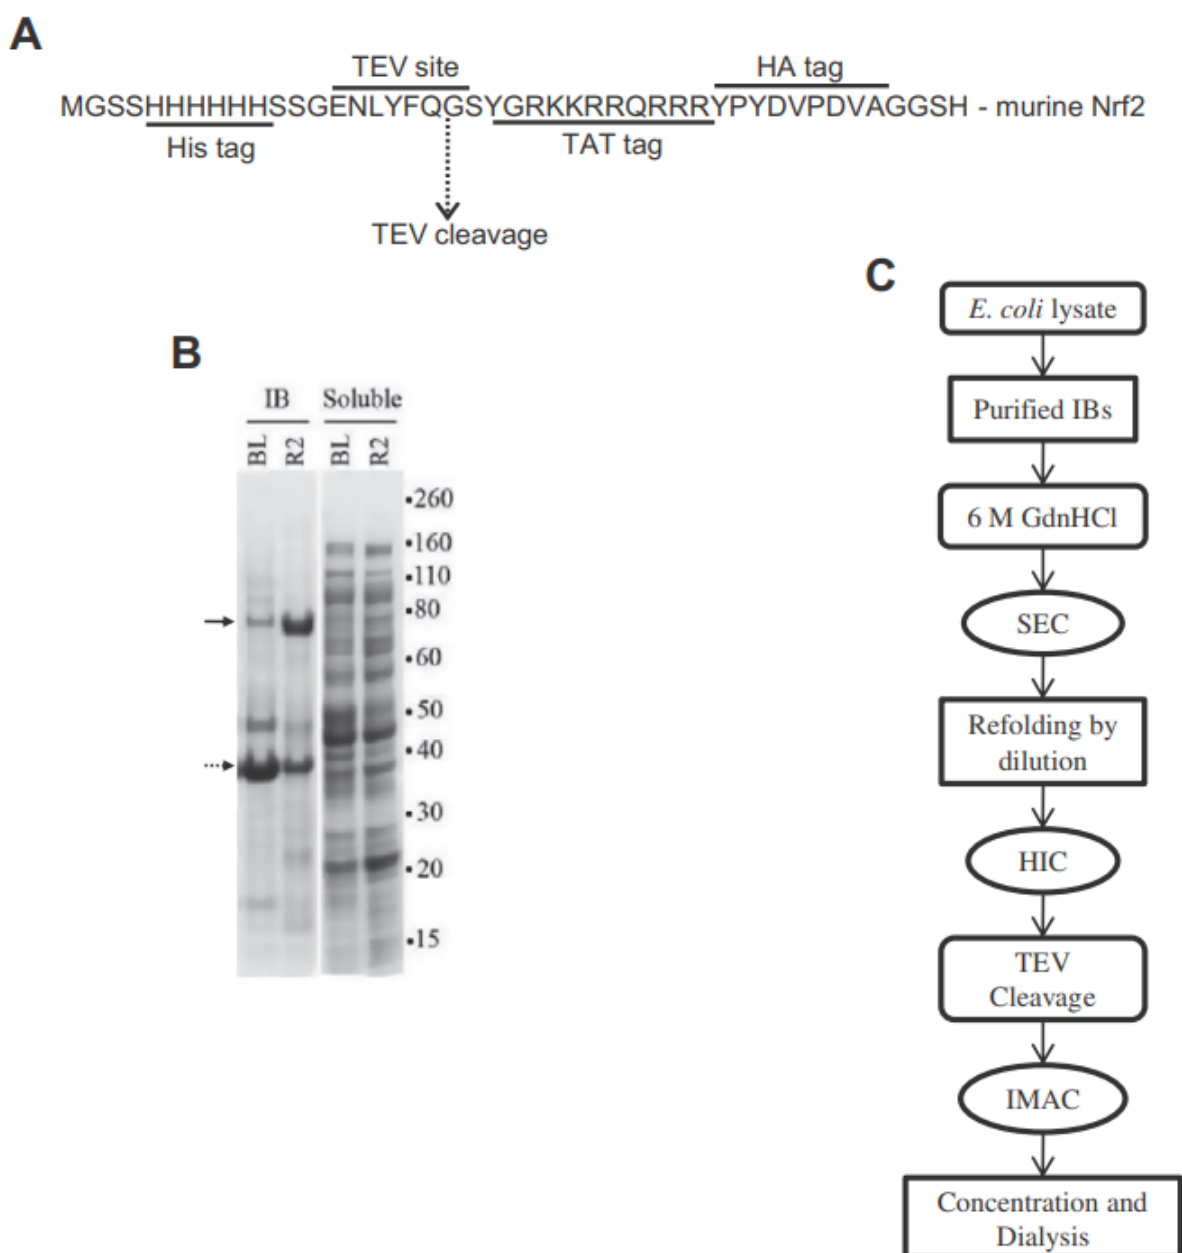 A
TEV site
HA tag
MGSSHHHHHHSSGENLYFQGSYGRKKRRQRRRYPYDVPDVAGGSH - murine Nrf2
His tag
TAT tag
TEV cleavage
B
IB
Soluble
BL
R2
BL
R2
•260
•160
•110
•80
•60
•50
•40
•30
•20
•15
C
E. coli lysate
Purified IBs
6 M GdnHCl
SEC
Refolding by
dilution
HIC
TEV
Cleavage
IMAC
Concentration and
Dialysis